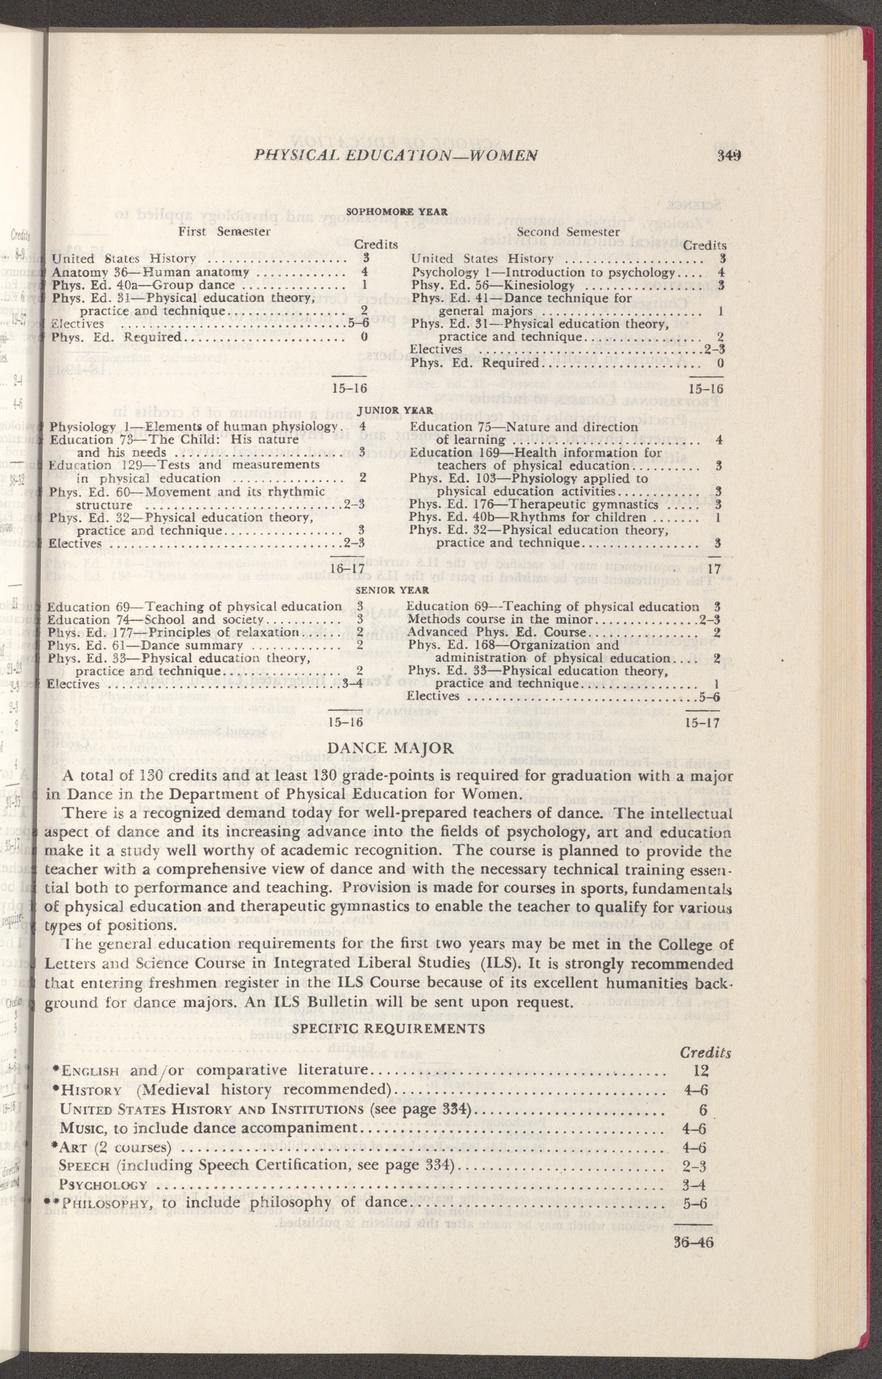 PHYSICAL EDUCATION—WOMEN 349
SOPHOMORE YEAR
First Semester
Credits
United States History ................... 3
Anatomy 36—Human anatomy ............ 4
Phys. Ed. 40a—Group dance .............. 1
Phys. Ed. 31—Physical education theory,
practice and technique................ 2
Electives ..............................5–6
Phys. Ed. Required...................... 0
15–16
Second Semester
Credits
United States History .................. 3
Psychology 1—Introduction to psychology.... 4
Phsy. Ed. 56—Kinesiology ................ 3
Phys. Ed. 41—Dance technique for
general majors ...................... 1
Phys. Ed. 31—Physical education theory,
practice and technique................ 2
Electives ..............................2–3
Phys. Ed. Required...................... 0
15–16
JUNIOR YEAR
Physiology 1—Elements of human physiology. 4
Education 73—The Child: His nature
and his needs ....................... 3
Education 129—Tests and measurements
in physical education ............... 2
Phys. Ed. 60—Movement and its rhythmic
structure ...........................2–3
Phys. Ed. 32—Physical education theory,
practice and technique................ 3
Electives ...............................2–3
16–17
Education 75—Nature and direction
of learning ......................... 4
Education 169—Health information for
teachers of physical education.......... 3
Phys. Ed. 103—Physiology applied to
physical education activities............ 3
Phys. Ed. 176—Therapeutic gymnastics ..... 3
Phys. Ed. 40b—Rhythms for children ....... 1
Phys. Ed. 32—Physical education theory,
practice and technique................ 3
17
SENIOR YEAR
Education 69—Teaching of physical education 3
Education 74—School and society........... 3
Phys. Ed. 177—Principles of relaxation...... 2
Phys. Ed. 61—Dance summary ............ 2
Phys. Ed. 33—Physical education theory,
practice and technique................ 2
Electives ...............................3–4
15–16
Education 69—Teaching of physical education 3
Methods course in the minor..............2–3
Advanced Phys. Ed. Course............... 2
Phys. Ed. 168—Organization and
administration of physical education.... 2
Phys. Ed. 33—Physical education theory,
practice and technique................ 1
Electives ...............................5–6
15–17
DANCE MAJOR
A total of 130 credits and at least 130 grade-points is required for graduation with a major
in Dance in the Department of Physical Education for Women.
There is a recognized demand today for well-prepared teachers of dance. The intellectual
aspect of dance and its increasing advance into the fields of psychology, art and education
make it a study well worthy of academic recognition. The course is planned to provide the
teacher with a comprehensive view of dance and with the necessary technical training essen-
tial both to performance and teaching. Provision is made for courses in sports, fundamentals
of physical education and therapeutic gymnastics to enable the teacher to qualify for various
types of positions.
The general education requirements for the first two years may be met in the College of
Letters and Science Course in Integrated Liberal Studies (ILS). It is strongly recommended
that entering freshmen register in the ILS Course because of its excellent humanities back-
ground for dance majors. An ILS Bulletin will be sent upon request.
SPECIFIC REQUIREMENTS
Credits
*ENGLISH and/or comparative literature.................................... 12
*HISTORY (Medieval history recommended)................................. 4–6
UNITED STATES HISTORY AND INSTITUTIONS (see page 334)....................... 6
MUSIC, to include dance accompaniment..................................... 4–6
*ART (2 courses) .......................................................... 4–6
SPEECH (including Speech Certification, see page 334)......................... 2–3
PSYCHOLOGY .............................................................. 3–4
**PHILOSOPHY, to include philosophy of dance................................ 5–6
36–46